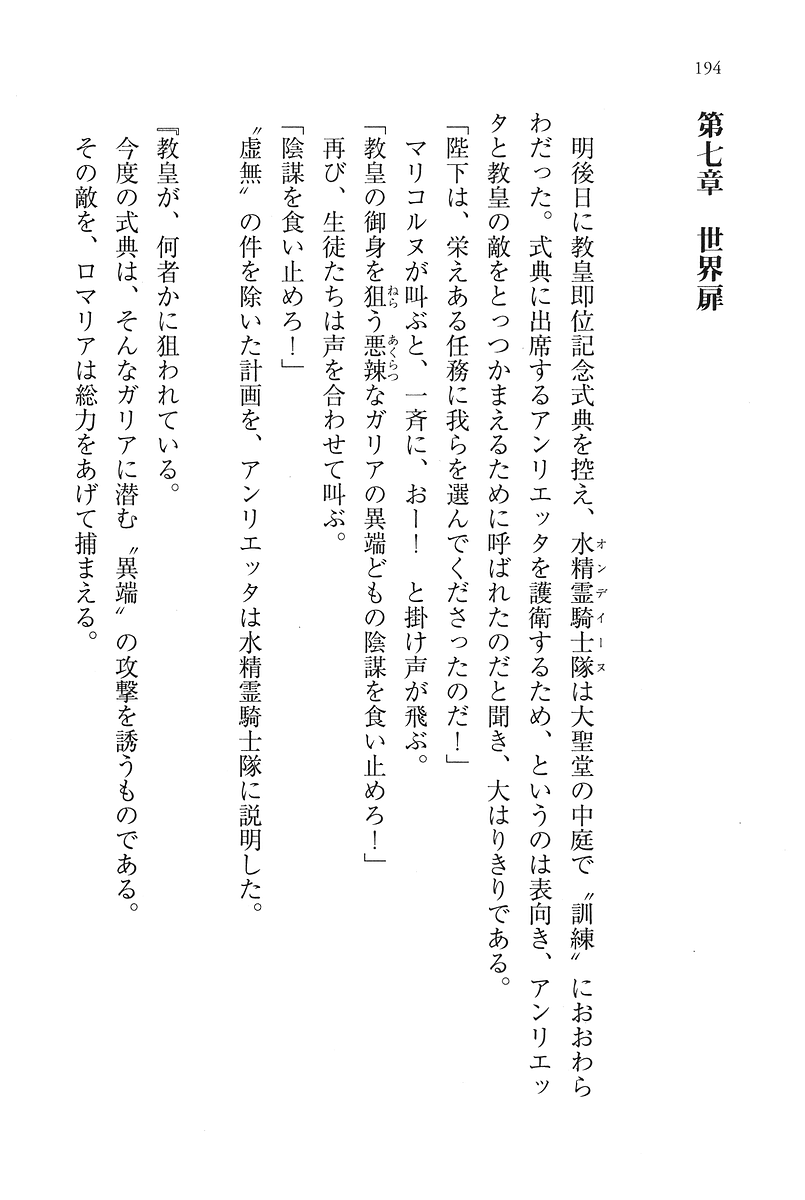 194
第七章　世界扉
　明後日に教皇即位記念式典を控え、水精霊騎士隊は大聖堂の中庭で〝訓練〟におおわら
オンディーヌ
わだった。式典に出席するアンリエッタを護衛するため、というのは表向き、アンリエッ
タと教皇の敵をとっつかまえるために呼ばれたのだと聞き、大はりきりである。
「陛下は、栄えある任務に我らを選んでくださったのだ！」
　マリコルヌが叫ぶと、一斉に、おー！　と掛け声が飛ぶ。
「教皇の御身を狙う悪辣なガリアの異端どもの陰謀を食い止めろ！」
ねら
あくらつ
　再び、生徒たちは声を合わせて叫ぶ。
「陰謀を食い止めろ！」
〝虚無〟の件を除いた計画を、アンリエッタは水精霊騎士隊に説明した。
『教皇が、何者かに狙われている。
　今度の式典は、そんなガリアに潜む〝異端〟の攻撃を誘うものである。
　その敵を、ロマリアは総力をあげて捕まえる。